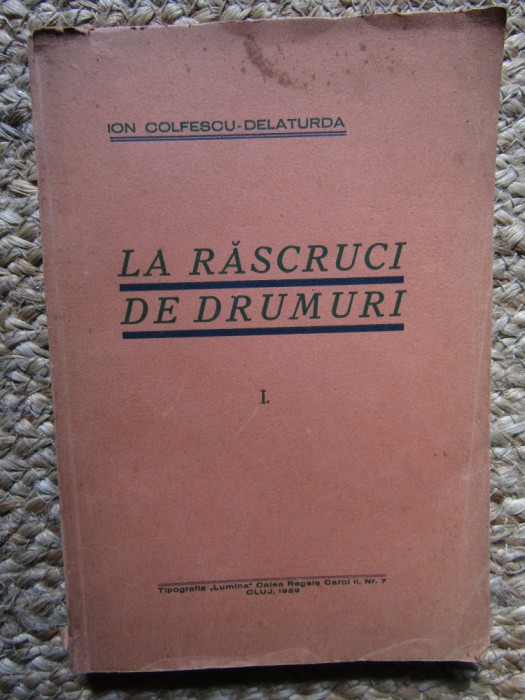 ION COLFESCU-DELATURDA
LA RĂSCRUCI
DE DRUMURI
I.
Tipografia „Lumina” Calea Regele Carol II, Nr. 7
CLUJ, 1939